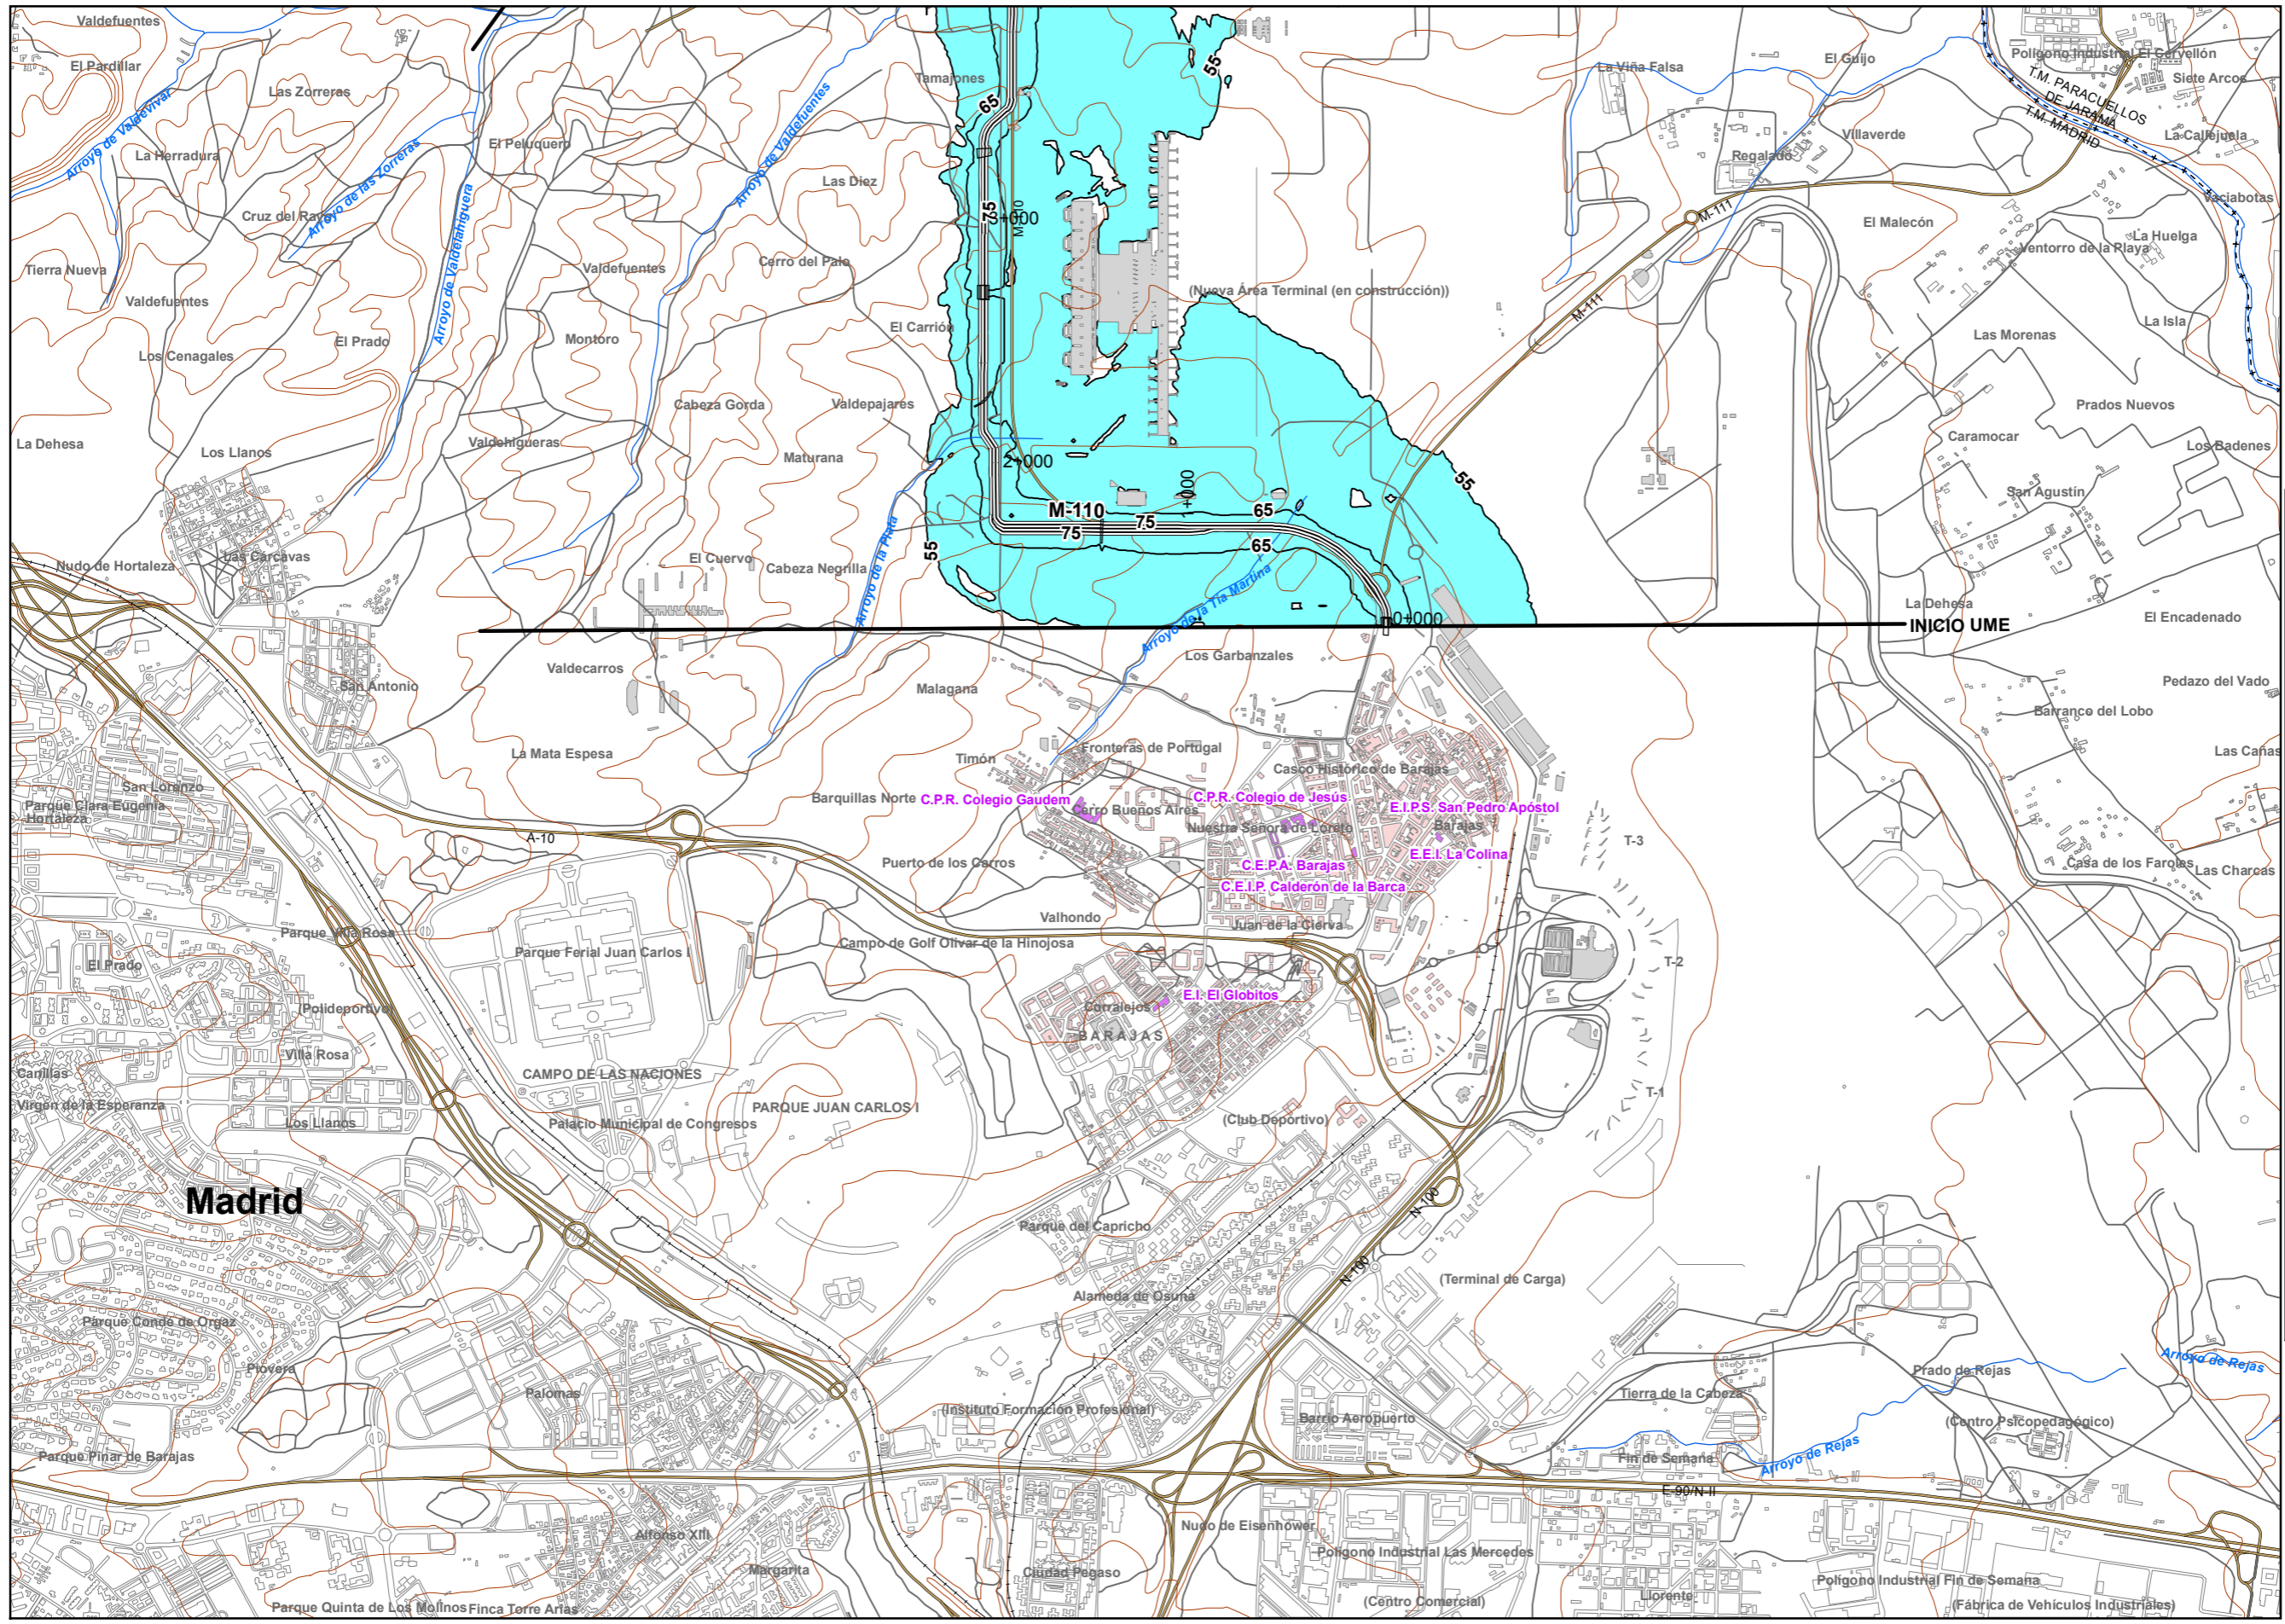 Valdefuentes
El Pardillar
Las Zorreras
Arroyo de Valdevivar
La Herradura
Arroyo de las Zorreras
Cruz del Rayo
Tierra Nueva
Valdefuentes
Los Cenagales
El Prado
Arroyo de Valdelahiguera
El Peluquero
Valdefuentes
Montoro
Arroyo de Valdefuentes
Las Diez
Cerro del Palo
El Carrión
Cabeza Gorda
Valdepajares
Valdehigueras
Maturana
La Dehesa
Los Llanos
Tamajones
65
55
75
3+000
(Nueva Área Terminal (en construcción))
2+000
1+000
M-110
75
75
65
65
55
55
0+000
INICIO UME
La Viña Falsa
El Guijo
Polígono Industrial El Cervellón
Siete Arcos
T.M. PARACUELLOS
DE JARAMA
T.M. MADRID
La Callejuela
Villaverde
Regalado
Vaciabotas
M-111
El Malecón
La Huelga
Ventorro de la Playa
M-111
La Isla
Las Morenas
Prados Nuevos
Caramocar
Los Badenes
San Agustín
La Dehesa
El Encadenado
Nudo de Hortaleza
Las Cárcavas
El Cuervo
Cabeza Negrilla
Arroyo de la Plata
Arroyo de la Tía Martina
Valdecarros
San Antonio
Malagana
Los Garbanzales
Pedazo del Vado
Barranco del Lobo
Las Cañas
La Mata Espesa
Timón
Fronteras de Portugal
Casco Histórico de Barajas
San Lorenzo
Parque Clara Eugenia
Hortaleza
Barquillas Norte
C.P.R. Colegio Gaudem
Cerro Buenos Aires
C.P.R. Colegio de Jesús
E.I.P.S. San Pedro Apóstol
Nuestra Señora de Loreto
Barajas
A-10
T-3
Puerto de los Carros
C.E.P.A. Barajas
E.E.I. La Colina
C.E.I.P. Calderón de la Barca
Casa de los Faroles
Las Charcas
Valhondo
Juan de la Cierva
Parque Villa Rosa
Parque Ferial Juan Carlos I
Campo de Golf Olivar de la Hinojosa
El Prado
T-2
(Polideportivo)
E.I. El Globitos
Corralejos
BARAJAS
Villa Rosa
Canillas
CAMPO DE LAS NACIONES
Virgen de la Esperanza
PARQUE JUAN CARLOS I
T-1
Los Llanos
Palacio Municipal de Congresos
(Club Deportivo)
Madrid
Parque del Capricho
N-100
N-100
(Terminal de Carga)
Alameda de Osuna
Parque Conde de Orgaz
Piovera
Palomas
Arroyo de Rejas
Prado de Rejas
Tierra de la Cabeza
(Instituto Formación Profesional)
Barrio Aeropuerto
(Centro Psicopedagógico)
Parque Pinar de Barajas
Fin de Semana
Arroyo de Rejas
E-90/N-II
Alfonso XIII
Nudo de Eisenhower
Polígono Industrial Las Mercedes
Margarita
Ciudad Pegaso
Polígono Industrial Fin de Semana
Llorente
Parque Quinta de Los Molinos
Finca Torre Arias
(Centro Comercial)
(Fábrica de Vehículos Industriales)